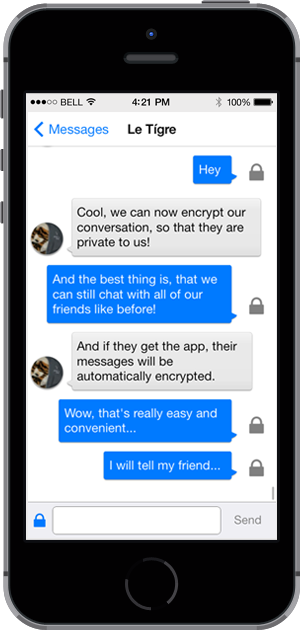 BELL 4:21 PM 100%
Messages Le Tígre
Hey
Cool, we can now encrypt our
conversation, so that they are
private to us!
And the best thing is, that we
can still chat with all of our
friends like before!
And if they get the app, their
messages will be
automatically encrypted.
Wow, that's really easy and
convenient...
I will tell my friend...
Send